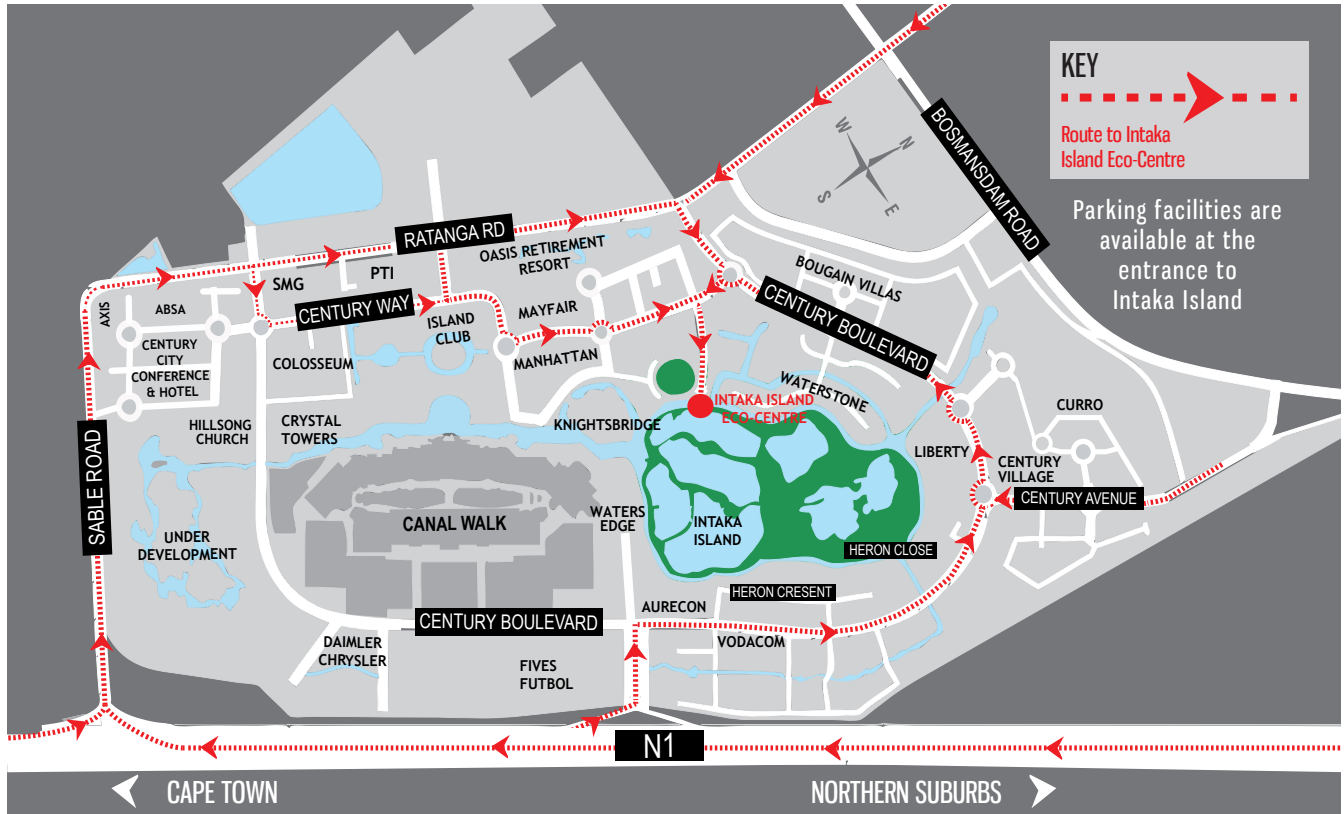 KEY
Route to Intaka
Island Eco-Centre
Parking facilities are
available at the
entrance to
Intaka Island
W
N
S
E
BOSMANSDAM ROAD
RATANGA RD
OASIS RETIREMENT
RESORT
SMG
PTI
AXIS
ABSA
CENTURY WAY
ISLAND
CLUB
MAYFAIR
MANHATTAN
BOUGAIN VILLAS
CENTURY BOULEVARD
CENTURY
CITY
CONFERENCE
& HOTEL
COLOSSEUM
HILLSONG
CHURCH
CRYSTAL
TOWERS
KNIGHTSBRIDGE
INTAKA ISLAND
ECO-CENTRE
WATERSTONE
CURRO
LIBERTY
CENTURY
VILLAGE
CENTURY AVENUE
SABLE ROAD
UNDER
DEVELOPMENT
CANAL WALK
WATERS
EDGE
INTAKA
ISLAND
HERON CLOSE
HERON CRESENT
AURECON
VODACOM
CENTURY BOULEVARD
DAIMLER
CHRYSLER
FIVES
FUTBOL
N1
CAPE TOWN
NORTHERN SUBURBS